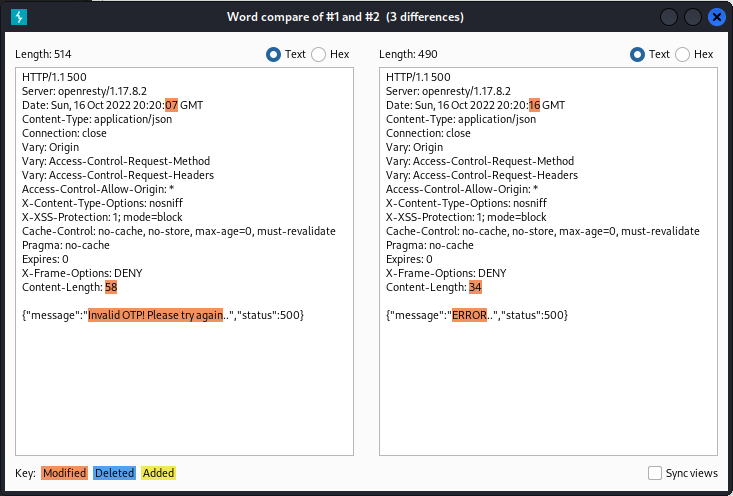 Word compare of #1 and #2 (3 differences)
Length: 514
Text
Hex
HTTP/1.1 500
Server: openresty/1.17.8.2
Date: Sun, 16 Oct 2022 20:20:07 GMT
Content-Type: application/json
Connection: close
Vary: Origin
Vary: Access-Control-Request-Method
Vary: Access-Control-Request-Headers
Access-Control-Allow-Origin: *
X-Content-Type-Options: nosniff
X-XSS-Protection: 1; mode=block
Cache-Control: no-cache, no-store, max-age=0, must-revalidate
Pragma: no-cache
Expires: 0
X-Frame-Options: DENY
Content-Length: 58
{"message":"Invalid OTP! Please try again..","status":500}
Length: 490
Text
Hex
HTTP/1.1 500
Server: openresty/1.17.8.2
Date: Sun, 16 Oct 2022 20:20:16 GMT
Content-Type: application/json
Connection: close
Vary: Origin
Vary: Access-Control-Request-Method
Vary: Access-Control-Request-Headers
Access-Control-Allow-Origin: *
X-Content-Type-Options: nosniff
X-XSS-Protection: 1; mode=block
Cache-Control: no-cache, no-store, max-age=0, must-revalidate
Pragma: no-cache
Expires: 0
X-Frame-Options: DENY
Content-Length: 34
{"message":"ERROR..","status":500}
Key: Modified Deleted Added
Sync views